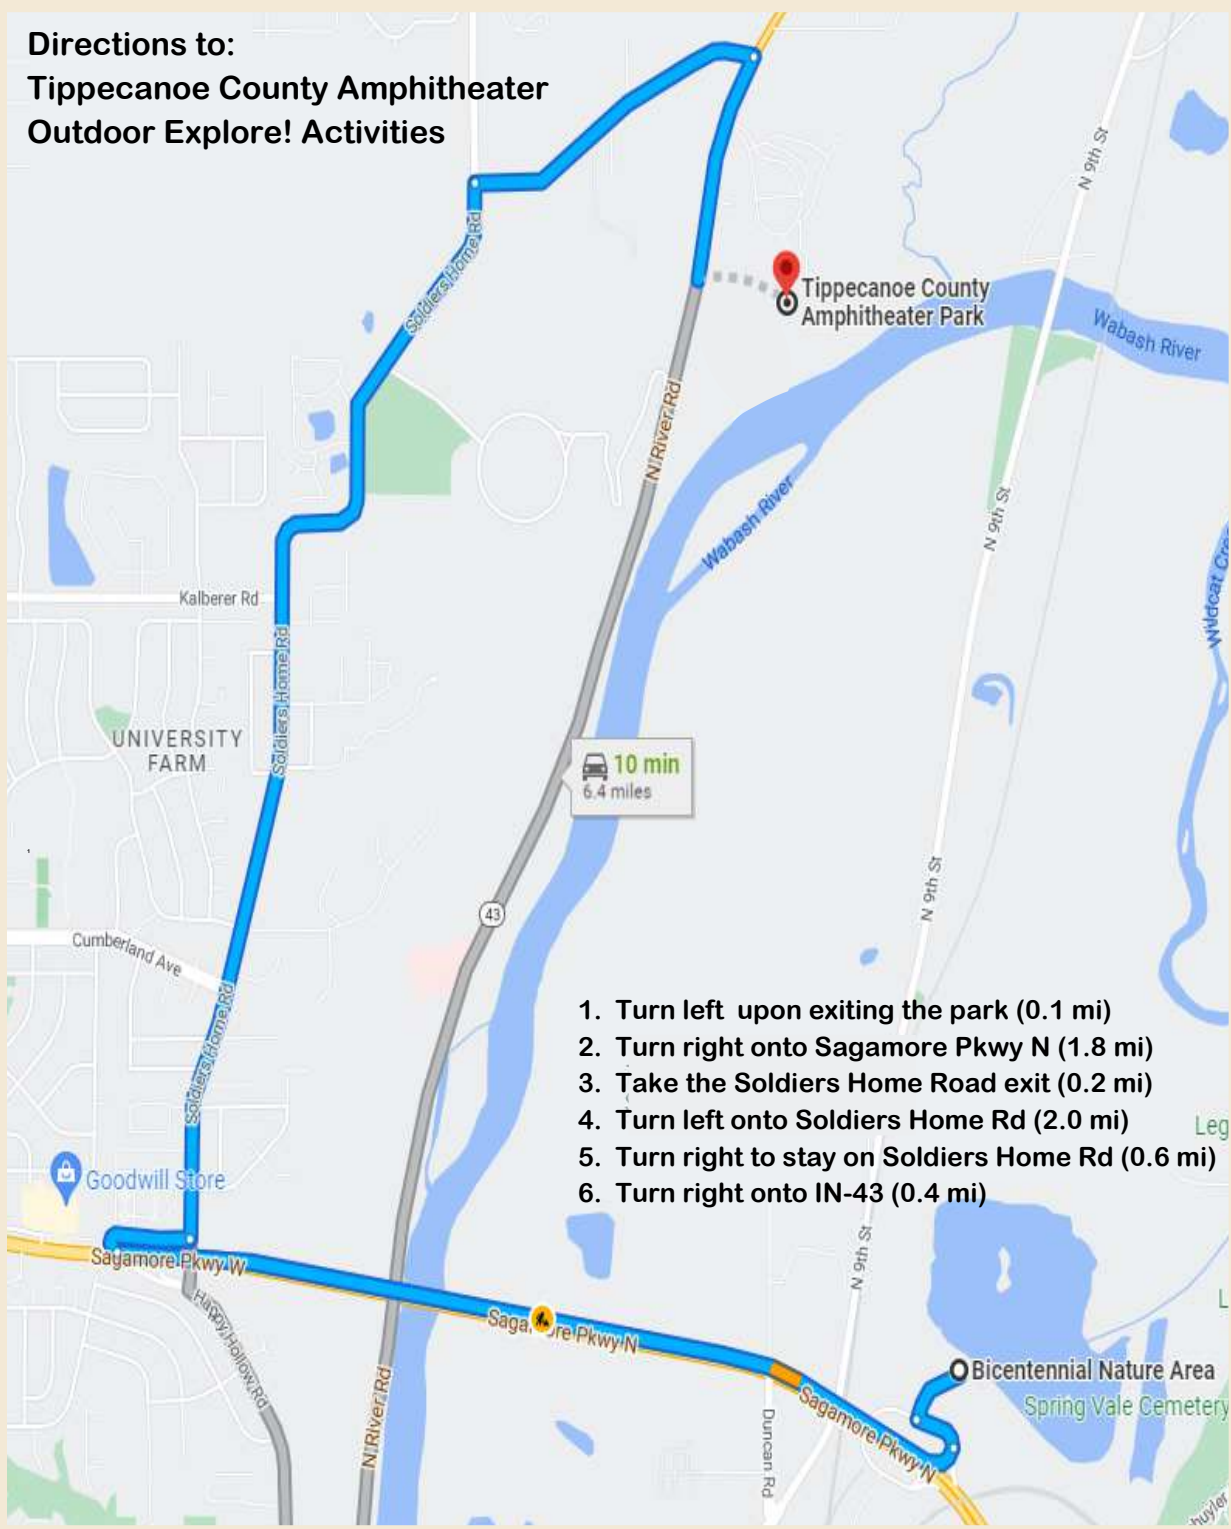 Directions to:
Tippecanoe County Amphitheater
Outdoor Explore! Activities
N 9th St
Soldiers Home Rd
Tippecanoe County
Amphitheater Park
Wabash River
N River Rd
Wabash River
N 9th St
Kalberer Rd
Soldiers Home Rd
UNIVERSITY
FARM
10 min
6.4 miles
N 9th St
43
Cumberland Ave
Soldiers Home Rd
1. Turn left upon exiting the park (0.1 mi)
2. Turn right onto Sagamore Pkwy N (1.8 mi)
3. Take the Soldiers Home Road exit (0.2 mi)
4. Turn left onto Soldiers Home Rd (2.0 mi)
5. Turn right to stay on Soldiers Home Rd (0.6 mi)
6. Turn right onto IN-43 (0.4 mi)
Leg
Goodwill Store
Sagamore Pkwy W
N 9th St
Happy Hollow Rd
Sagamore Pkwy N
Bicentennial Nature Area
Spring Vale Cemetery
Sagamore Pkwy N
N River Rd
Duncan Rd